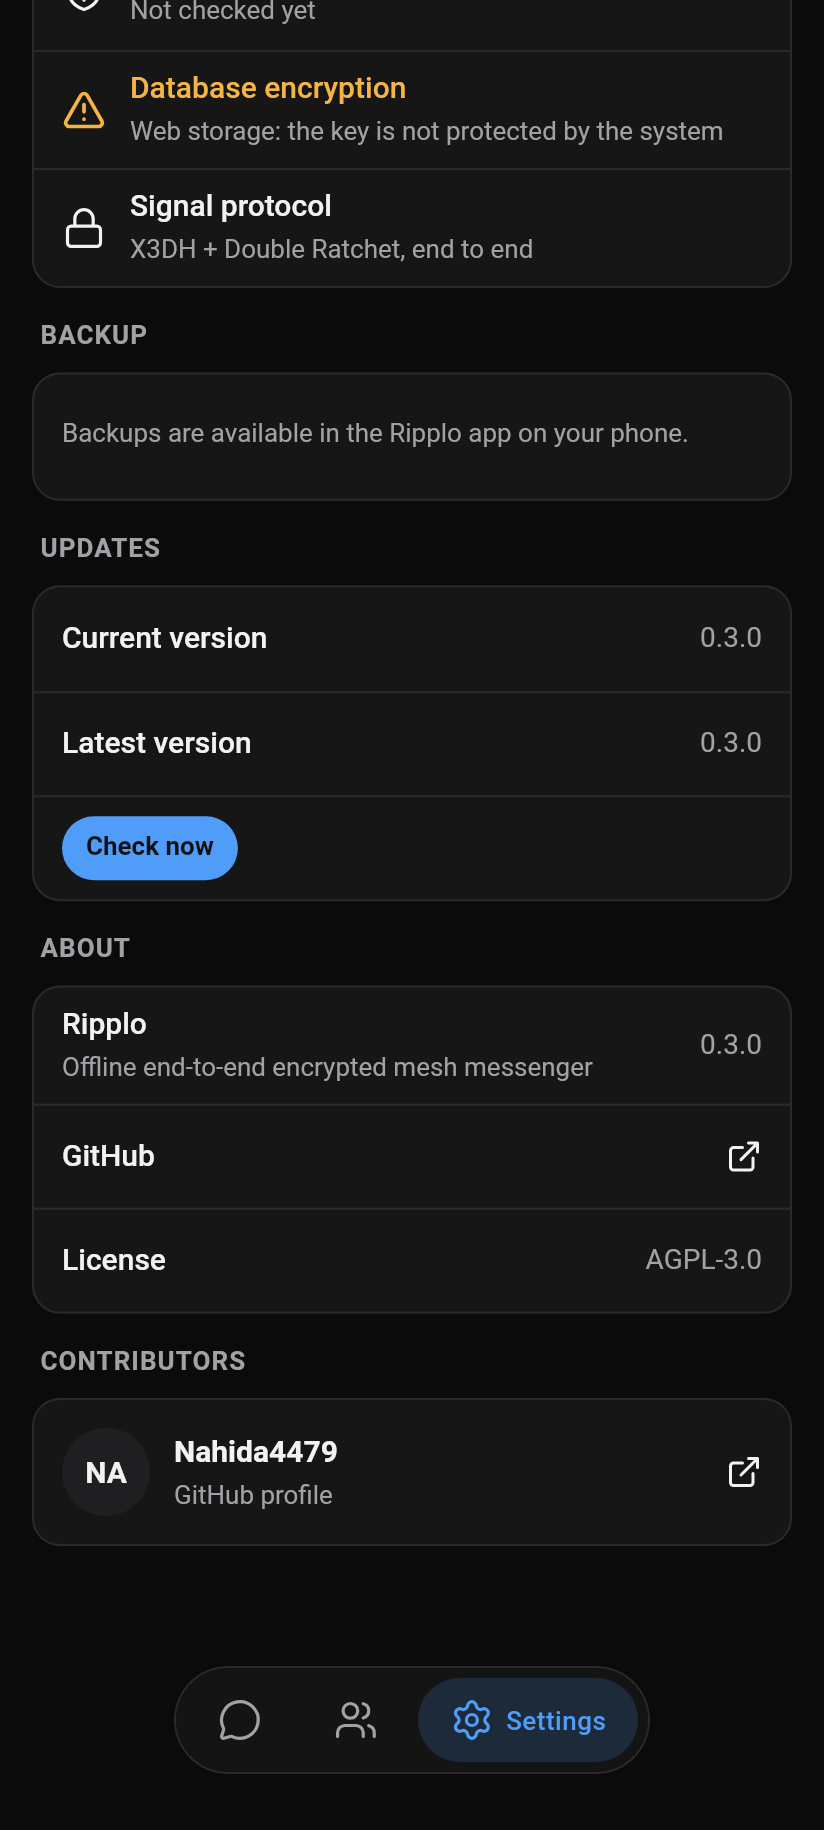 Not checked yet
Database encryption
Web storage: the key is not protected by the system
Signal protocol
X3DH + Double Ratchet, end to end
BACKUP
Backups are available in the Ripplo app on your phone.
UPDATES
Current version 0.3.0
Latest version 0.3.0
Check now
ABOUT
Ripplo
Offline end-to-end encrypted mesh messenger
0.3.0
GitHub
License AGPL-3.0
CONTRIBUTORS
NA
Nahida4479
GitHub profile
Settings